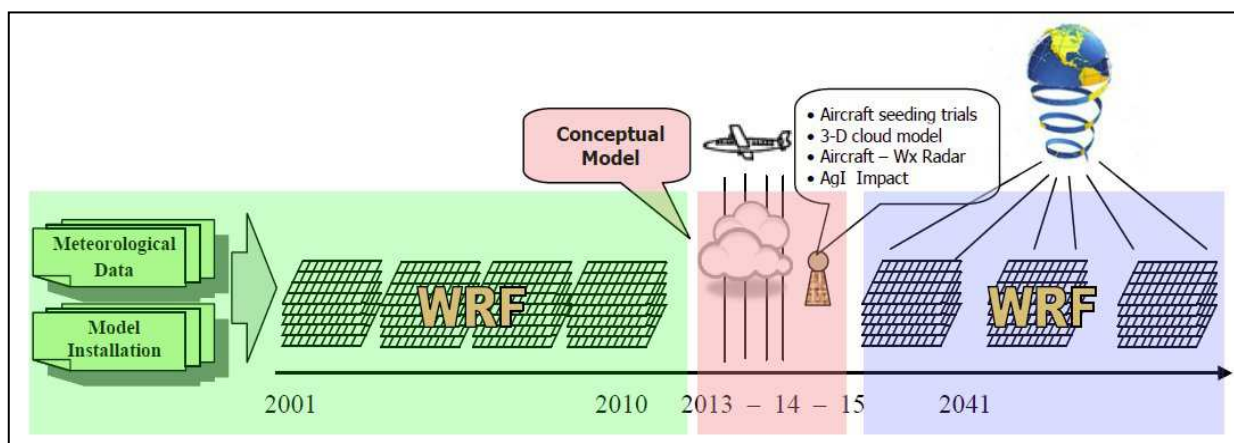 Meteorological
Data
Model
Installation
WRF
Conceptual
Model
• Aircraft seeding trials
• 3-D cloud model
• Aircraft – Wx Radar
• AgI Impact
WRF
2001
2010
2013 – 14 – 15
2041